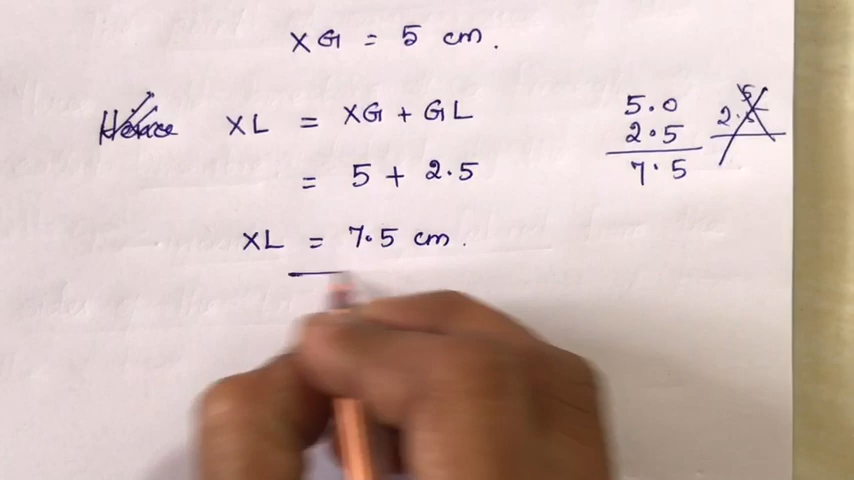 XG = 5 cm.
XL = XG + GL
= 5 + 2.5
XL = 7.5 cm.
5.0
2.5
7.5